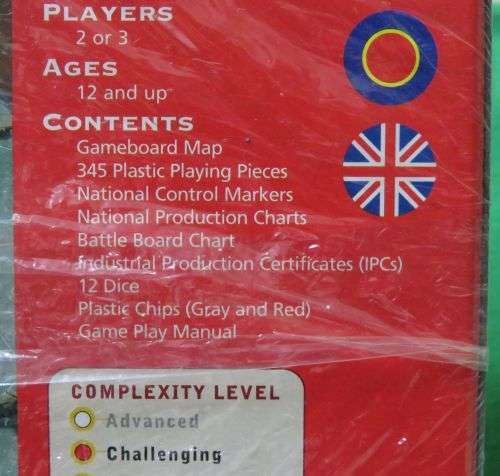 PLAYERS
2 or 3
AGES
12 and up
CONTENTS
Gameboard Map
345 Plastic Playing Pieces
National Control Markers
National Production Charts
Battle Board Chart
Industrial Production Certificates (IPCs)
12 Dice
Plastic Chips (Gray and Red)
Game Play Manual
COMPLEXITY LEVEL
Advanced
Challenging